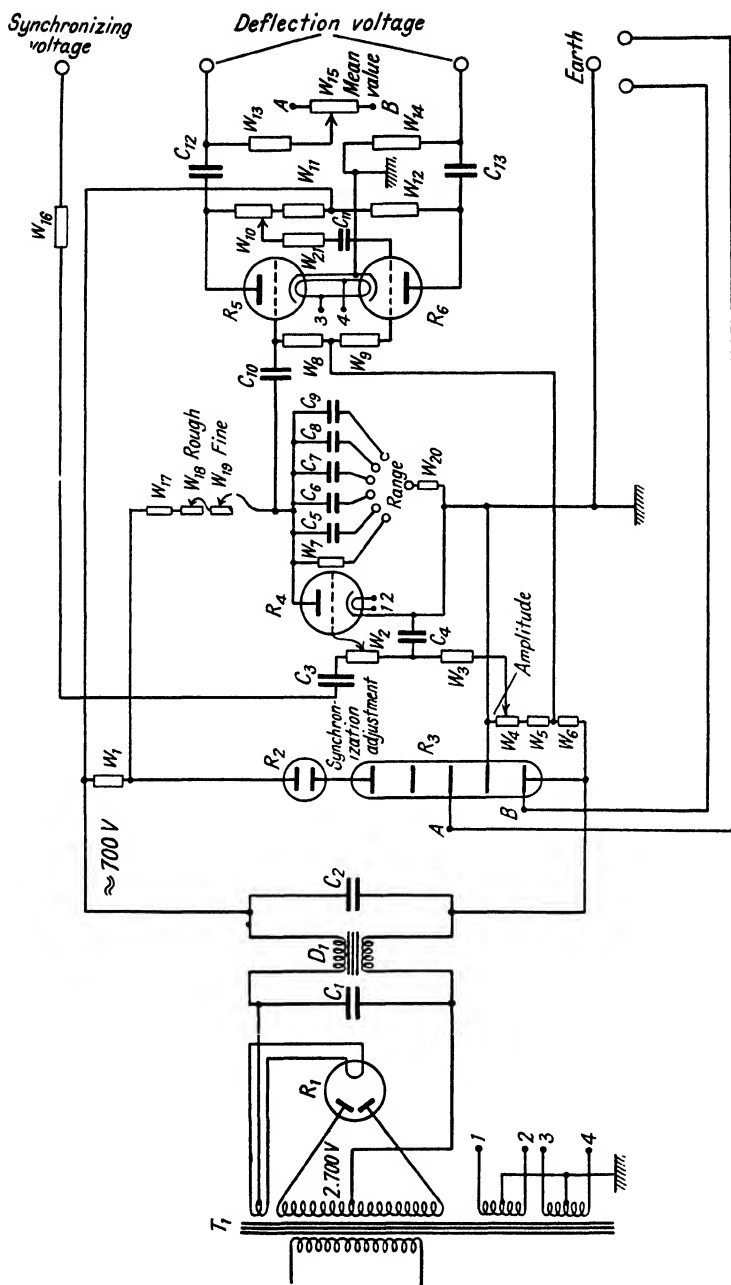 Synchronizing
voltage
Deflection voltage
Earth
W16
C12
W13
A
W15
Mean
value
B
W14
C13
W11
W12
W10
W21
C11
R5
3
4
R6
C10
W8
W9
W17
W18 Rough
W19 Fine
C9
C8
C7
C6
C5
W7
Range
W20
R4
1 2
C3
W2
C4
W3
Synchron-
ization
adjustment
Amplitude
W1
R2
R3
W4
W5
W6
A
B
≈ 700 V
C2
D1
C1
R1
2.700 V
T1
1
2
3
4